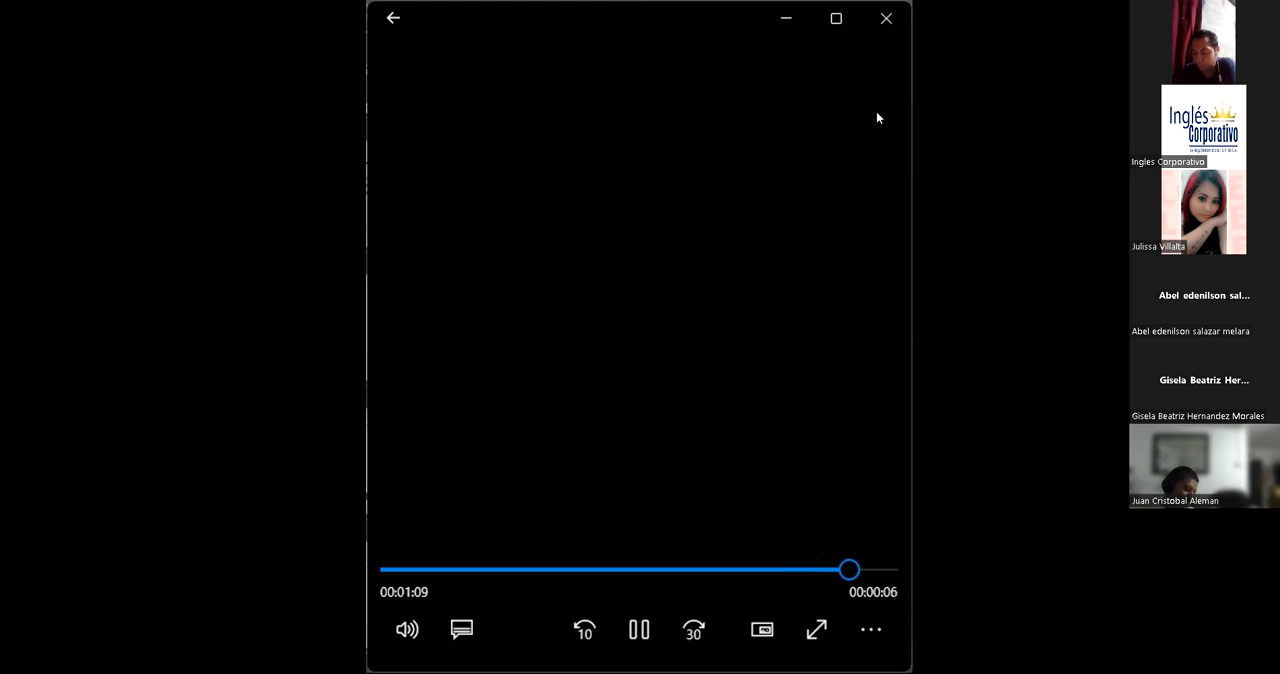 Inglés
Corporativo
Ingles Corporativo
Julissa Villalta
Abel edenilson sal...
Abel edenilson salazar melara
Gisela Beatriz Her...
Gisela Beatriz Hernandez Morales
Juan Cristobal Aleman
00:01:09
00:00:06
10
30